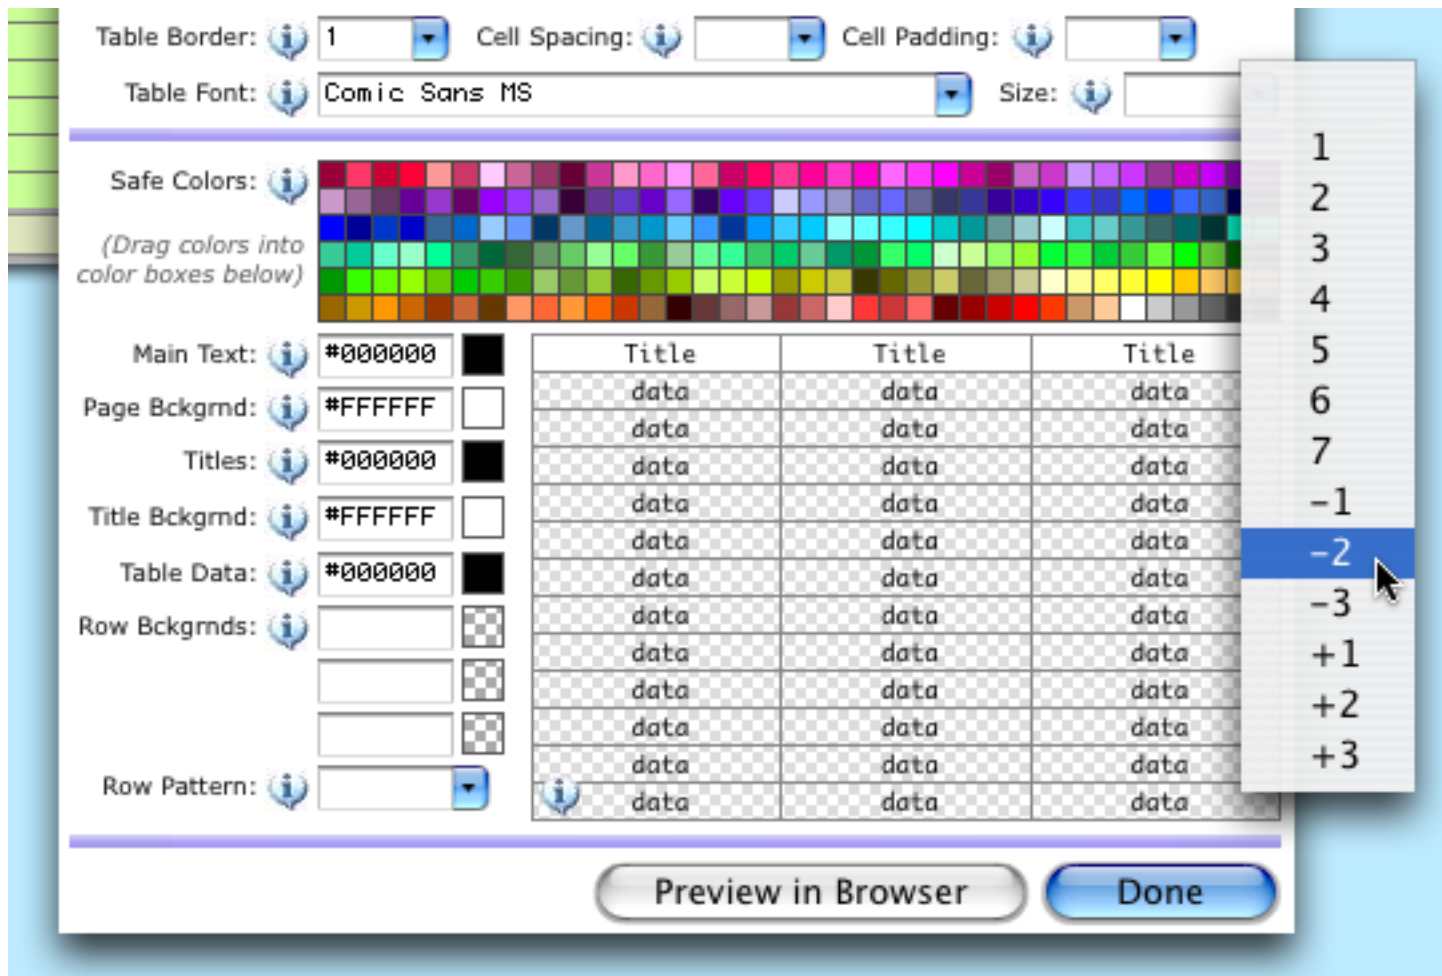 Table Border: 1 Cell Spacing: Cell Padding:
Table Font: Comic Sans MS Size:
Safe Colors:
(Drag colors into
color boxes below)
Main Text: #000000
Page Bckgrnd: #FFFFFF
Titles: #000000
Title Bckgrnd: #FFFFFF
Table Data: #000000
Row Bckgrnds:
Row Pattern:
Title Title Title
data data data
data data data
data data data
data data data
data data data
data data data
data data data
data data data
data data data
data data data
data data data
data data data
1
2
3
4
5
6
7
-1
-2
-3
+1
+2
+3
Preview in Browser Done